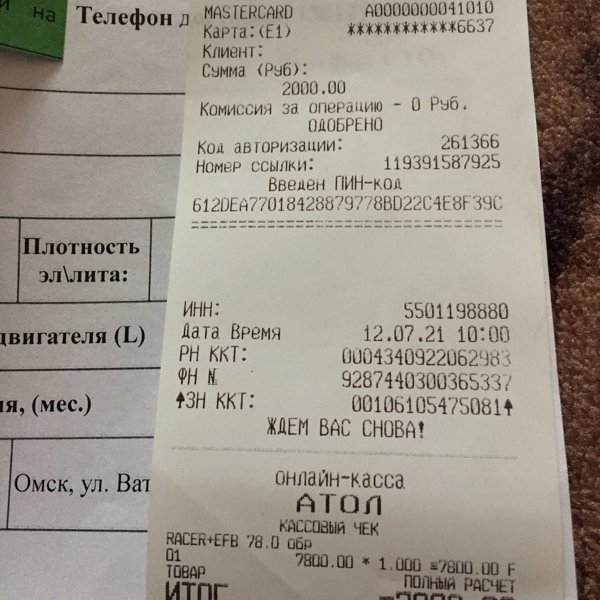 и на
Телефон д
MASTERCARD A0000000041010
Карта:(E1) ************6637
Клиент:
Сумма (Руб):
2000.00
Комиссия за операцию - 0 Руб.
ОДОБРЕНО
Код авторизации: 261366
Номер ссылки: 119391587925
Введен ПИН-код
612DEA77018428879778BD22C4E8F39C
Плотность
эл\лита:
двигателя (L)
ия, (мес.)
Омск, ул. Ват
ИНН: 5501198880
Дата Время 12.07.21 10:00
РН ККТ: 0004340922062983
ФН № 9287440300365337
ЗН ККТ: 00106105475081
ЖДЕМ ВАС СНОВА!
ОНЛАЙН-КАССА
АТОЛ
КАССОВЫЙ ЧЕК
RACER+EFB 78.0 обр
01 7800.00 * 1.000 =7800.00 F
ТОВАР ПОЛНЫЙ РАСЧЕТ
ИТОГ